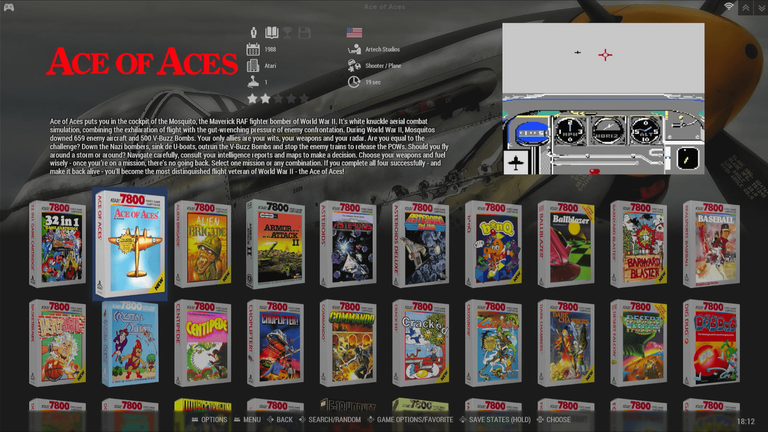 Ace of Aces
ACE OF ACES
1988
Artech Studios
Atari
Shooter / Plane
1
19 sec
Ace of Aces puts you in the cockpit of the Mosquito, the Maverick RAF fighter bomber of World War II. It's white knuckle aerial combat
simulation, combining the exhilaration of flight with the gut-wrenching pressure of enemy confrontation. During World War II, Mosquitos
downed 659 enemy aircraft and 500 V-Buzz Bombs. Your only allies are your wits, your weapons and your radar. Are you equal to the
challenge? Down the Nazi bombers, sink de U-boats, outrun the V-Buzz Bombs and stop the enemy trains to release the POWs. Should you fly
around a storm or around? Navigate carefully, consult your intelligence reports and maps to make a decision. Choose your weapons and fuel
wisely - once you're on a mission, there's no going back. Select one mission or any combination. If you complete all four successfully - and
make it back alive - you'll become the most distinguished flight veteran of World War II - the Ace of Aces!
MPH
HORIZ
ALT
7800 7800 7800 7800 7800 7800 7800 7800 7800 7800
32 in 1
ACE OF ACES
ALIEN BRIGADE
ARMOR.. ATTACK II
ASTEROIDS
ASTEROIDS DELUXE
b*nQ
Ballblazer
BARNYARD BLASTER
BASEBALL
7800 7800 7800 7800 7800 7800 7800 7800 7800 7800
CENTIPEDE
CHOPLIFTER!
COMMANDO
Cracked
DESERT FALCON
OPTIONS MENU BACK SEARCH/RANDOM GAME OPTIONS/FAVORITE SAVE STATES (HOLD) CHOOSE
18:12